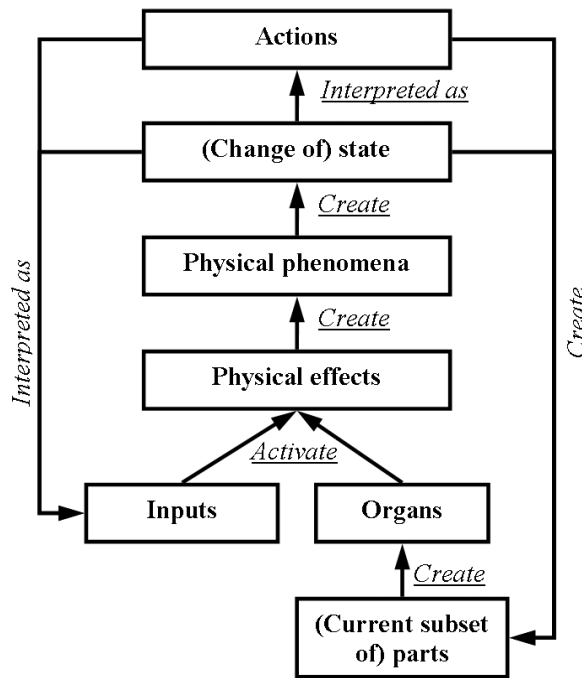 Actions
Interpreted as
(Change of) state
Create
Physical phenomena
Create
Physical effects
Activate
Inputs
Organs
Create
(Current subset
of) parts
Interpreted as
Create